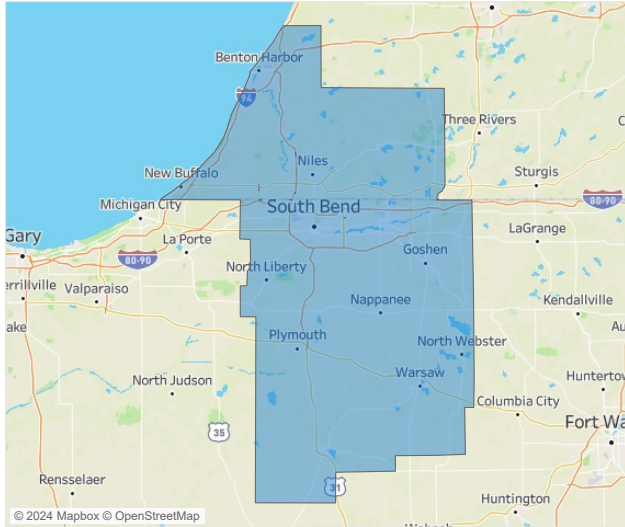 Benton Harbor
94
Three Rivers
C
Niles
New Buffalo
Sturgis
Michigan City
South Bend
80-90
Gary
La Porte
LaGrange
80-90
Goshen
North Liberty
errillville
Valparaiso
Nappanee
Kendallville
ake
Au
Plymouth
North Webster
Warsaw
North Judson
Huntertow
Columbia City
35
Fort Wa
Rensselaer
31
Huntington
© 2024 Mapbox © OpenStreetMap